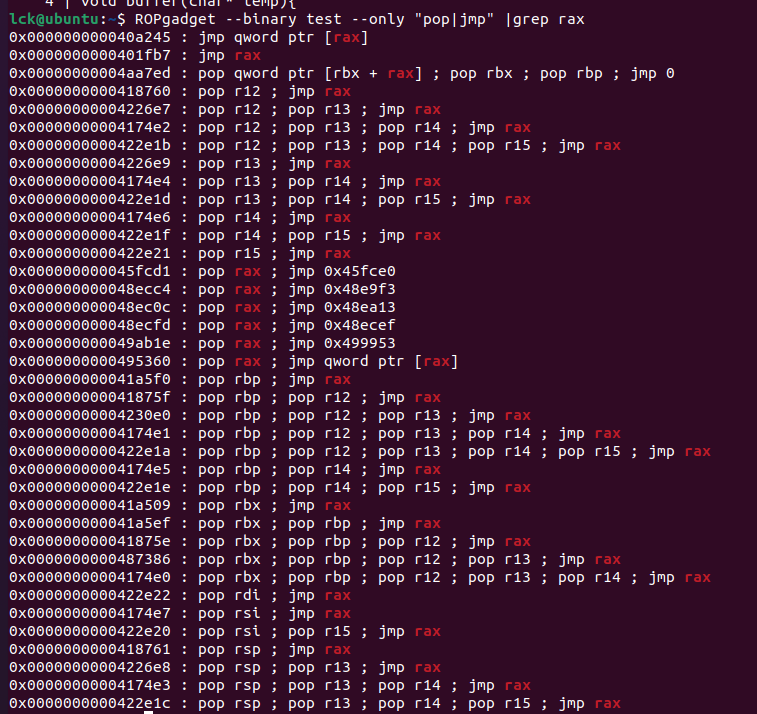 4 | void buffer(char* temp){
lck@ubuntu:~$ ROPgadget --binary test --only "pop|jmp" |grep rax
0x000000000040a245 : jmp qword ptr [rax]
0x0000000000401fb7 : jmp rax
0x00000000004aa7ed : pop qword ptr [rbx + rax] ; pop rbx ; pop rbp ; jmp 0
0x0000000000418760 : pop r12 ; jmp rax
0x00000000004226e7 : pop r12 ; pop r13 ; jmp rax
0x00000000004174e2 : pop r12 ; pop r13 ; pop r14 ; jmp rax
0x0000000000422e1b : pop r12 ; pop r13 ; pop r14 ; pop r15 ; jmp rax
0x00000000004226e9 : pop r13 ; jmp rax
0x00000000004174e4 : pop r13 ; pop r14 ; jmp rax
0x0000000000422e1d : pop r13 ; pop r14 ; pop r15 ; jmp rax
0x00000000004174e6 : pop r14 ; jmp rax
0x0000000000422e1f : pop r14 ; pop r15 ; jmp rax
0x0000000000422e21 : pop r15 ; jmp rax
0x000000000045fcd1 : pop rax ; jmp 0x45fce0
0x000000000048ecc4 : pop rax ; jmp 0x48e9f3
0x000000000048ec0c : pop rax ; jmp 0x48ea13
0x000000000048ecfd : pop rax ; jmp 0x48ecef
0x000000000049ab1e : pop rax ; jmp 0x499953
0x0000000000495360 : pop rax ; jmp qword ptr [rax]
0x000000000041a5f0 : pop rbp ; jmp rax
0x000000000041875f : pop rbp ; pop r12 ; jmp rax
0x00000000004230e0 : pop rbp ; pop r12 ; pop r13 ; jmp rax
0x00000000004174e1 : pop rbp ; pop r12 ; pop r13 ; pop r14 ; jmp rax
0x0000000000422e1a : pop rbp ; pop r12 ; pop r13 ; pop r14 ; pop r15 ; jmp rax
0x00000000004174e5 : pop rbp ; pop r14 ; jmp rax
0x0000000000422e1e : pop rbp ; pop r14 ; pop r15 ; jmp rax
0x000000000041a509 : pop rbx ; jmp rax
0x000000000041a5ef : pop rbx ; pop rbp ; jmp rax
0x000000000041875e : pop rbx ; pop rbp ; pop r12 ; jmp rax
0x0000000000487386 : pop rbx ; pop rbp ; pop r12 ; pop r13 ; jmp rax
0x00000000004174e0 : pop rbx ; pop rbp ; pop r12 ; pop r13 ; pop r14 ; jmp rax
0x0000000000422e22 : pop rdi ; jmp rax
0x00000000004174e7 : pop rsi ; jmp rax
0x0000000000422e20 : pop rsi ; pop r15 ; jmp rax
0x0000000000418761 : pop rsp ; jmp rax
0x00000000004226e8 : pop rsp ; pop r13 ; jmp rax
0x00000000004174e3 : pop rsp ; pop r13 ; pop r14 ; jmp rax
0x0000000000422e1c : pop rsp ; pop r13 ; pop r14 ; pop r15 ; jmp rax